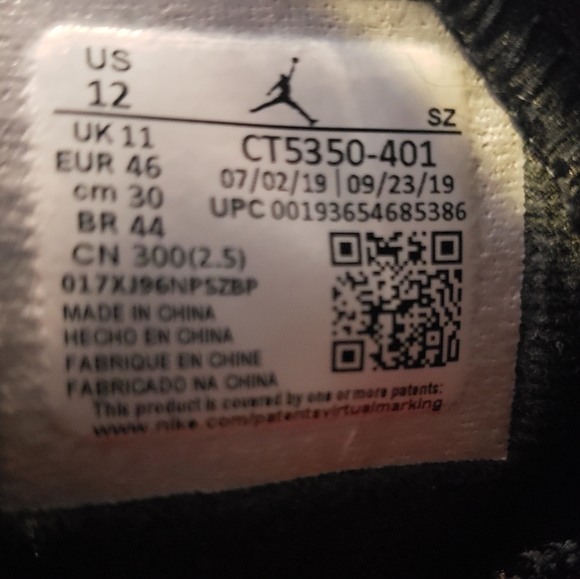 US
12
SZ
UK 11
CT5350-401
EUR 46
07/02/19 | 09/23/19
cm 30
UPC 00193654685386
BR 44
CN 300(2.5)
017XJ96NPSZBP
MADE IN CHINA
HECHO EN CHINA
FABRIQUE EN CHINE
FABRICADO NA CHINA
This product is covered by one or more patents:
www.nike.com/patentsvirtualmarking